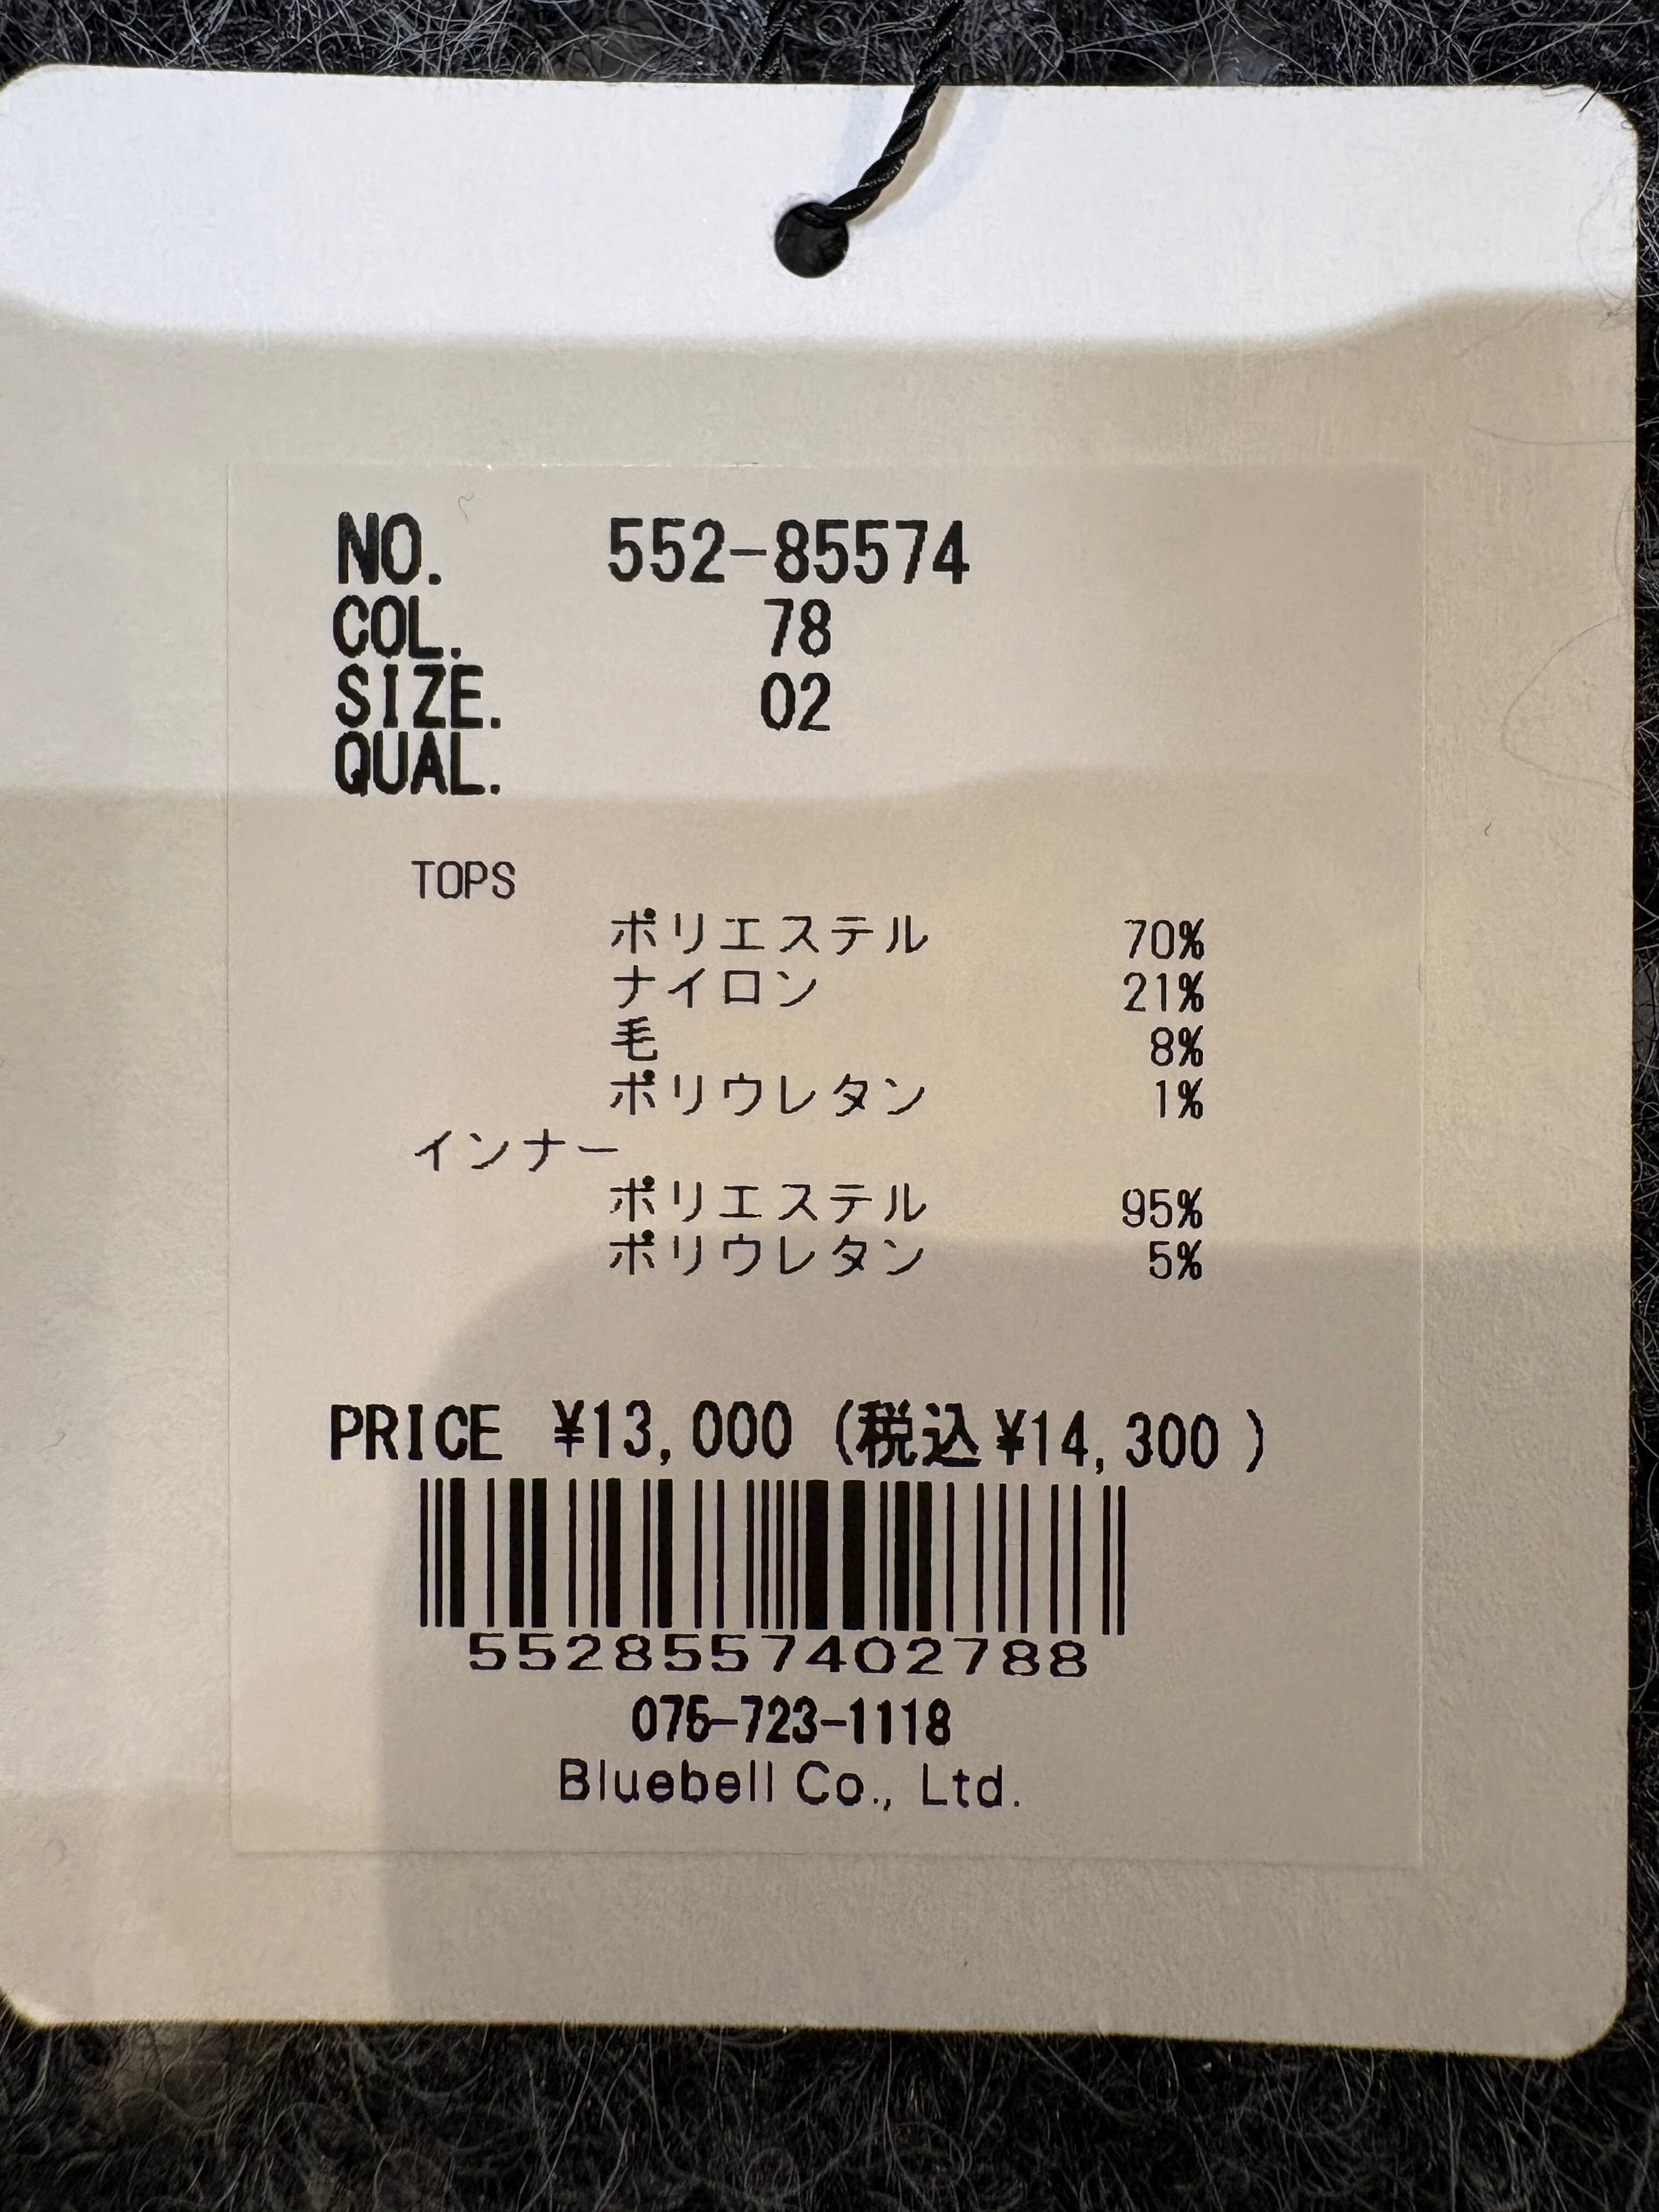 NO. 552-85574
COL. 78
SIZE. 02
QUAL.
TOPS
ポリエステル 70%
ナイロン 21%
毛 8%
ポリウレタン 1%
インナー
ポリエステル 95%
ポリウレタン 5%
PRICE ¥13,000 (税込¥14,300 )
5528557402788
075-723-1118
Bluebell Co., Ltd.